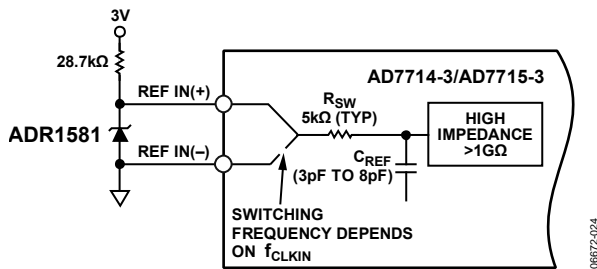 3V
28.7kΩ
REF IN(+)
ADR1581
REF IN(–)
AD7714-3/AD7715-3
R_SW
5kΩ (TYP)
HIGH
IMPEDANCE
>1GΩ
C_REF
(3pF TO 8pF)
SWITCHING
FREQUENCY DEPENDS
ON f_CLKIN
06672-024